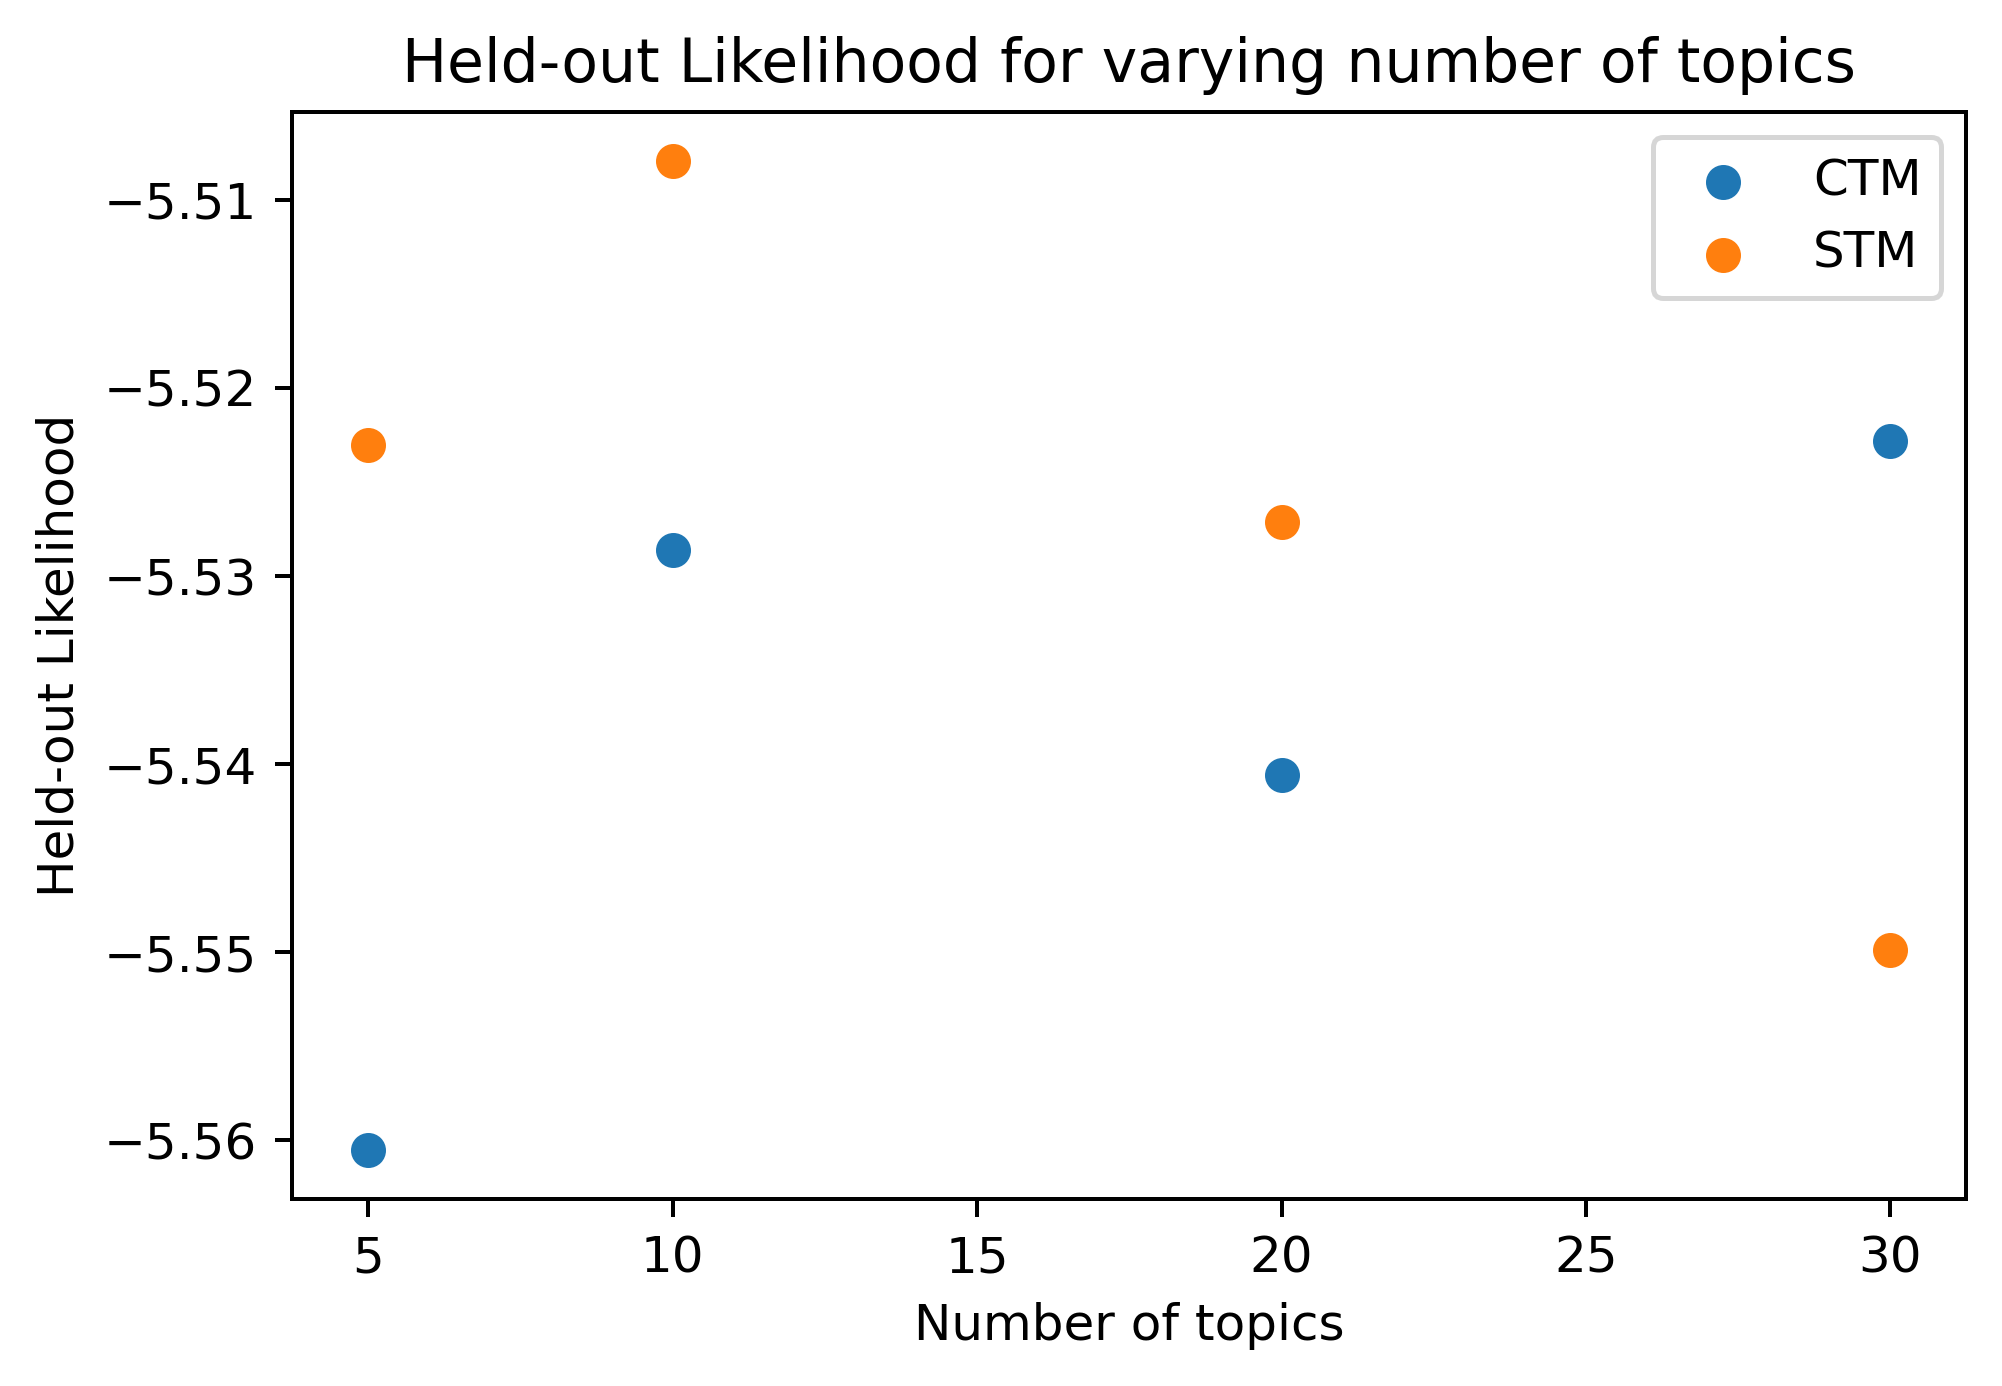 Held-out Likelihood for varying number of topics
CTM
STM
−5.51
−5.52
−5.53
−5.54
−5.55
−5.56
Held-out Likelihood
5 10 15 20 25 30
Number of topics